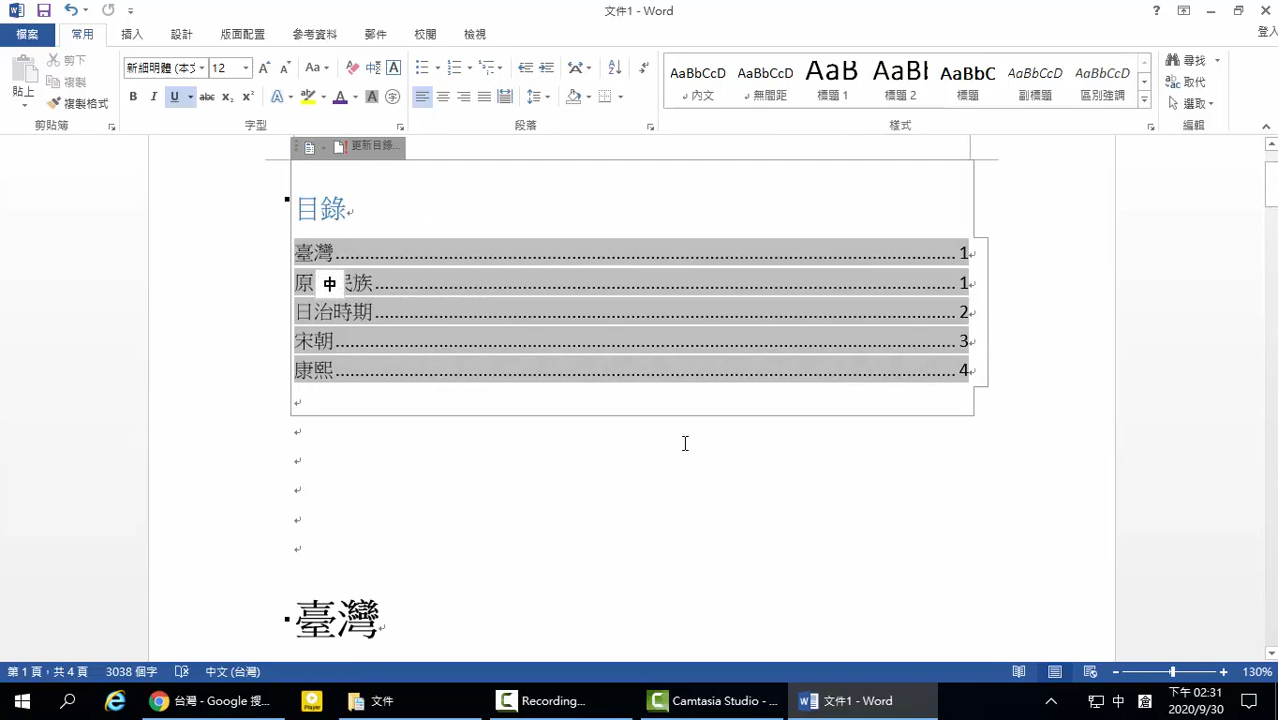 文件1 - Word
檔案 常用 插入 設計 版面配置 參考資料 郵件 校閱 檢視 登入
貼上 剪下 複製 複製格式
新細明體 (本文 12
AaBbCcD AaBbCcD AaB AaBb AaBbC AaBbCcD AaBbCcD
內文 無間距 標題 1 標題 2 標題 副標題 區別強調
尋找 取代 選取
剪貼簿 字型 段落 樣式 編輯
更新目錄...
目錄
臺灣 1
原 中 民族 1
日治時期 2
宋朝 3
康熙 4
臺灣
第 1 頁，共 4 頁 3038 個字 中文 (台灣) 130%
台灣 - Google 搜... 文件 Recording... Camtasia Studio - ... 文件1 - Word 中 倉 下午 02:31
2020/9/30